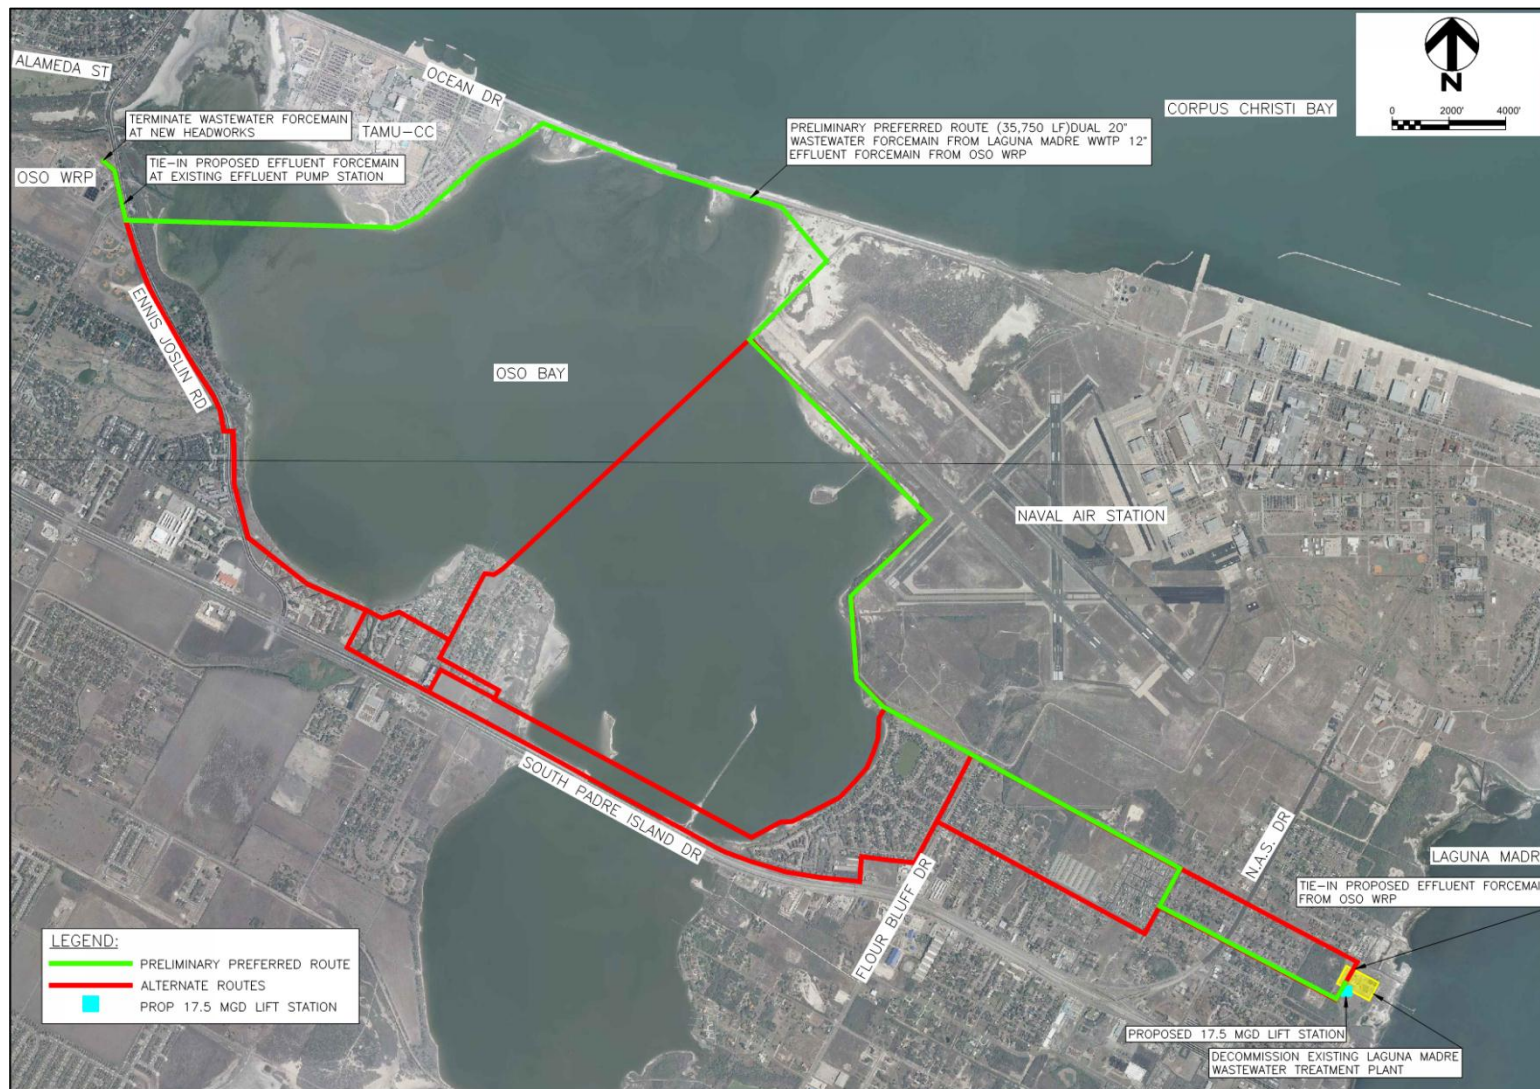 ALAMEDA ST
OCEAN DR
N
0 2000' 4000'
CORPUS CHRISTI BAY
TERMINATE WASTEWATER FORCEMAIN
AT NEW HEADWORKS
TAMU-CC
PRELIMINARY PREFERRED ROUTE (35,750 LF)DUAL 20"
WASTEWATER FORCEMAIN FROM LAGUNA MADRE WWTP 12"
EFFLUENT FORCEMAIN FROM OSO WRP
OSO WRP
TIE-IN PROPOSED EFFLUENT FORCEMAIN
AT EXISTING EFFLUENT PUMP STATION
ENNIS JOSLIN RD
OSO BAY
NAVAL AIR STATION
SOUTH PADRE ISLAND DR
FLOUR BLUFF DR
N.A.S. DR
LAGUNA MADR
TIE-IN PROPOSED EFFLUENT FORCEMAI
FROM OSO WRP
LEGEND:
PRELIMINARY PREFERRED ROUTE
ALTERNATE ROUTES
PROP 17.5 MGD LIFT STATION
PROPOSED 17.5 MGD LIFT STATION
DECOMMISSION EXISTING LAGUNA MADRE
WASTEWATER TREATMENT PLANT